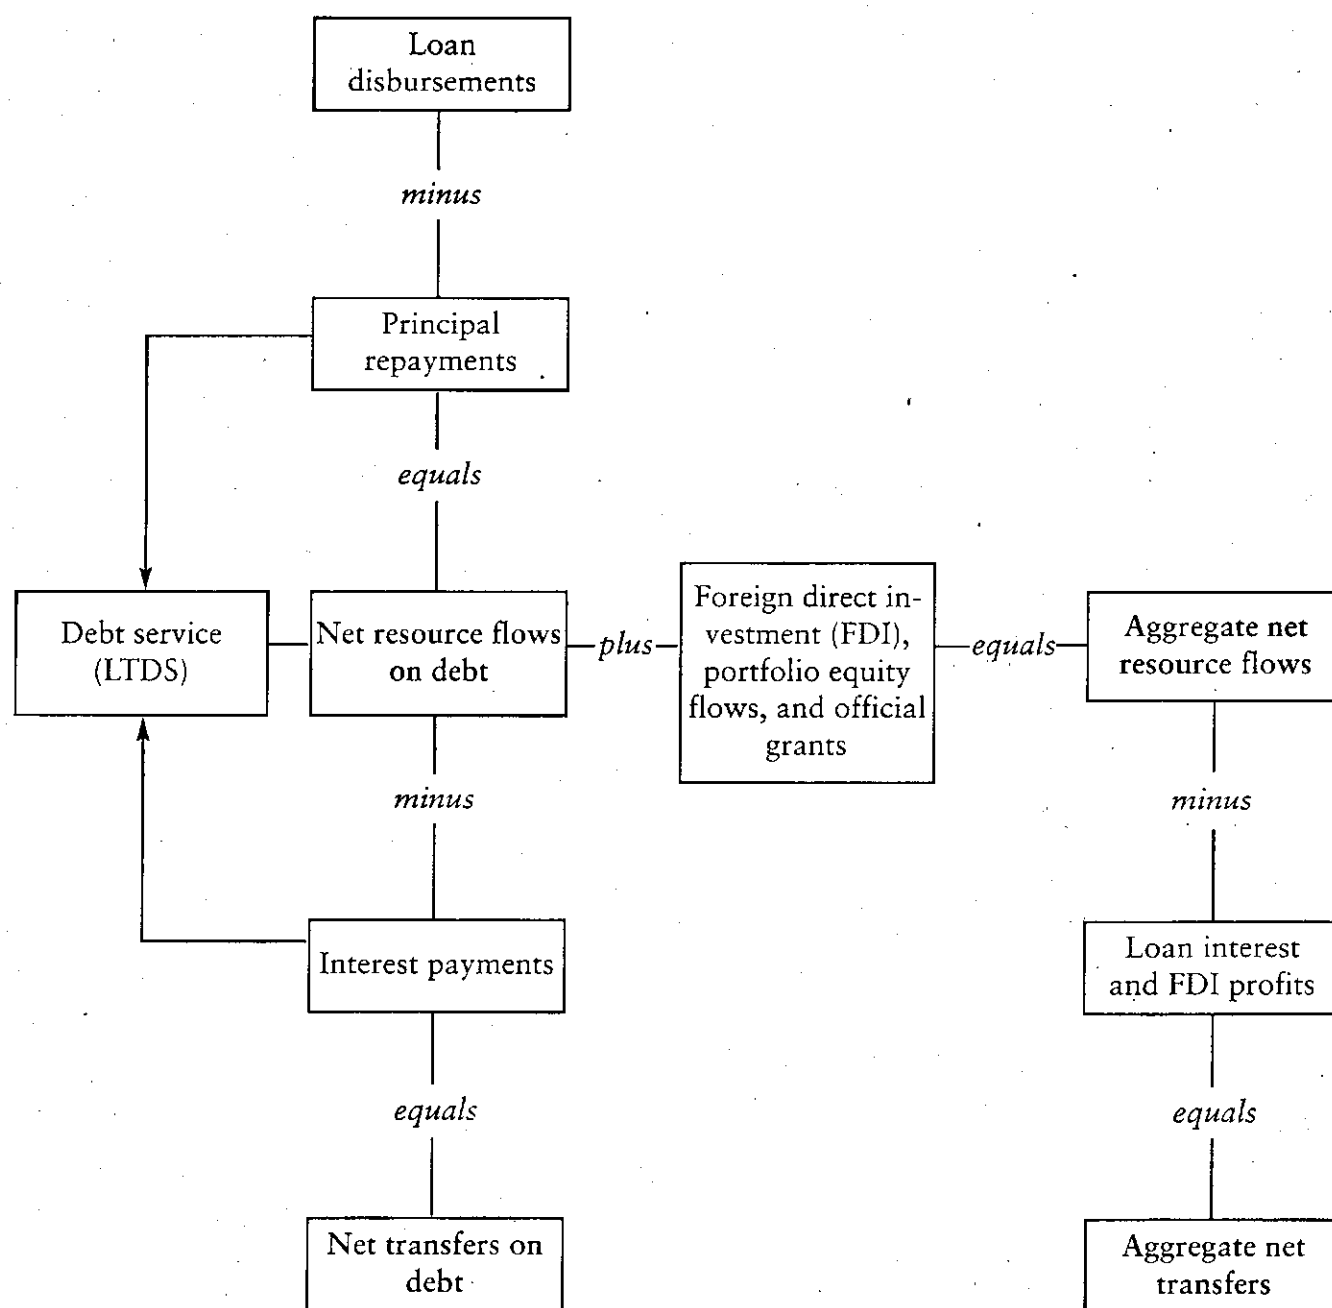 Loan
disbursements
minus
Principal
repayments
equals
Debt service
(LTDS)
Net resource flows
on debt
plus
Foreign direct in-
vestment (FDI),
portfolio equity
flows, and official
grants
equals
Aggregate net
resource flows
minus
minus
Interest payments
Loan interest
and FDI profits
equals
equals
Net transfers on
debt
Aggregate net
transfers